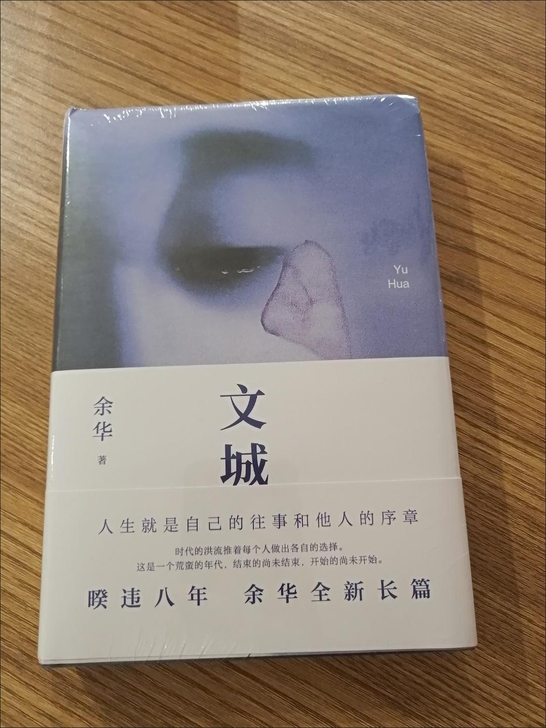 Yu
Hua
余华
著
文城
人生就是自己的往事和他人的序章
时代的洪流推着每个人做出各自的选择。
这是一个荒蛮的年代，结束的尚未结束，开始的尚未开始。
暌违八年 余华全新长篇